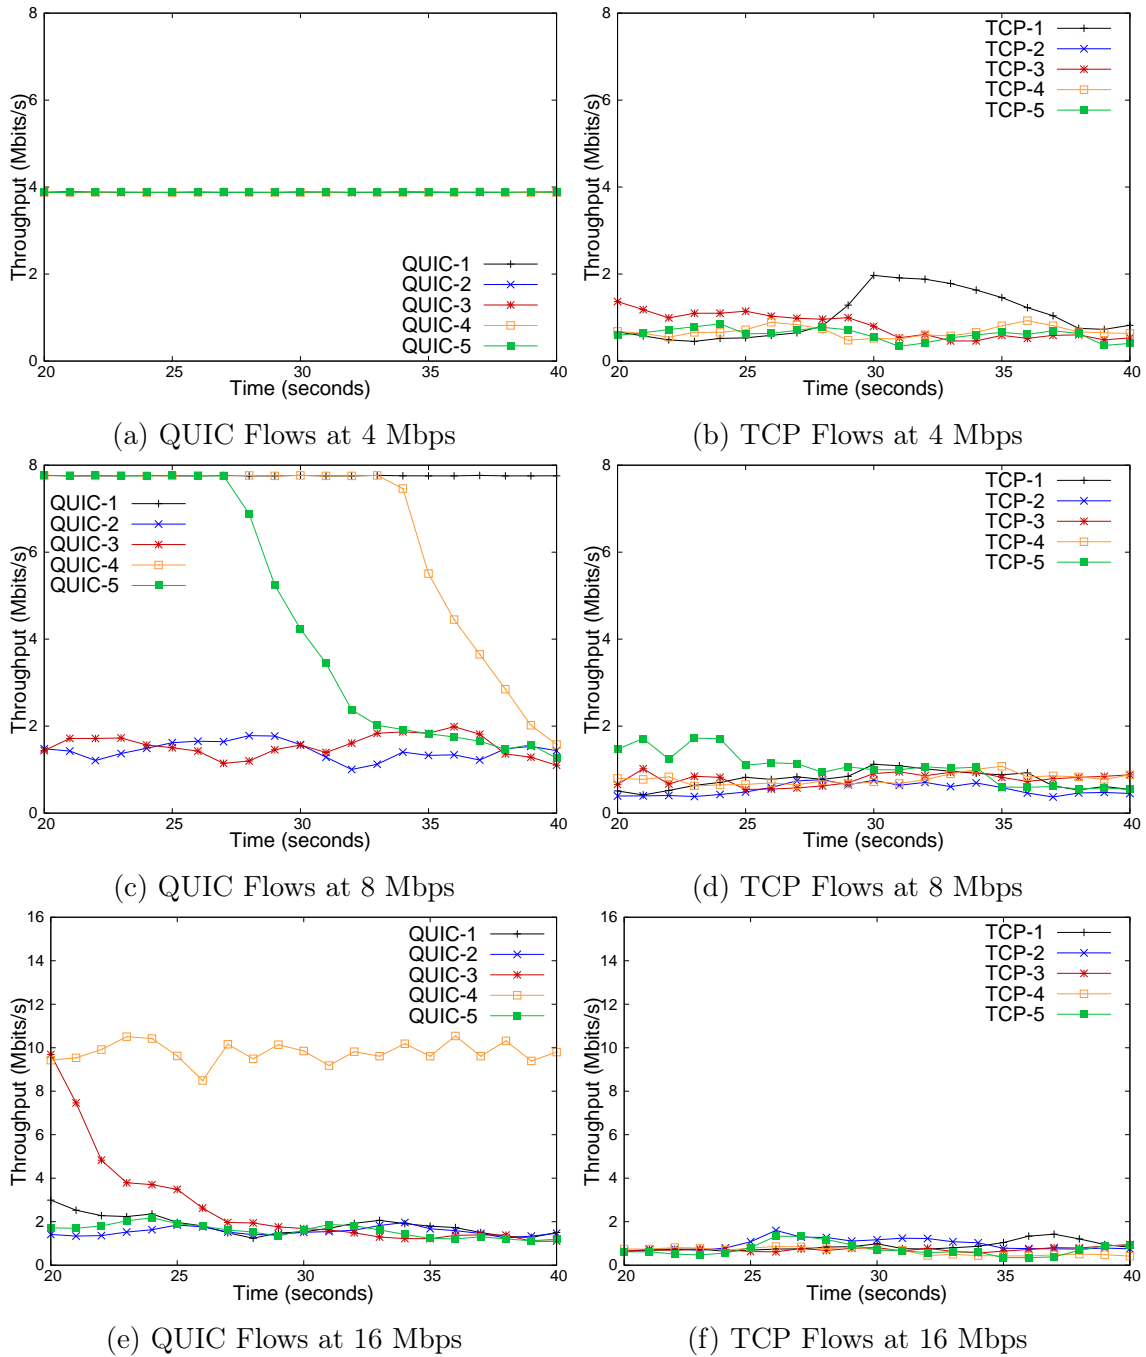 8
6
4
2
0
20
25
30
35
40
Throughput (Mbits/s)
Time (seconds)
QUIC-1
QUIC-2
QUIC-3
QUIC-4
QUIC-5
(a) QUIC Flows at 4 Mbps
8
6
4
2
0
20
25
30
35
40
Throughput (Mbits/s)
Time (seconds)
TCP-1
TCP-2
TCP-3
TCP-4
TCP-5
(b) TCP Flows at 4 Mbps
8
6
4
2
0
20
25
30
35
40
Throughput (Mbits/s)
Time (seconds)
QUIC-1
QUIC-2
QUIC-3
QUIC-4
QUIC-5
(c) QUIC Flows at 8 Mbps
8
6
4
2
0
20
25
30
35
40
Throughput (Mbits/s)
Time (seconds)
TCP-1
TCP-2
TCP-3
TCP-4
TCP-5
(d) TCP Flows at 8 Mbps
16
14
12
10
8
6
4
2
0
20
25
30
35
40
Throughput (Mbits/s)
Time (seconds)
QUIC-1
QUIC-2
QUIC-3
QUIC-4
QUIC-5
(e) QUIC Flows at 16 Mbps
16
14
12
10
8
6
4
2
0
20
25
30
35
40
Throughput (Mbits/s)
Time (seconds)
TCP-1
TCP-2
TCP-3
TCP-4
TCP-5
(f) TCP Flows at 16 Mbps